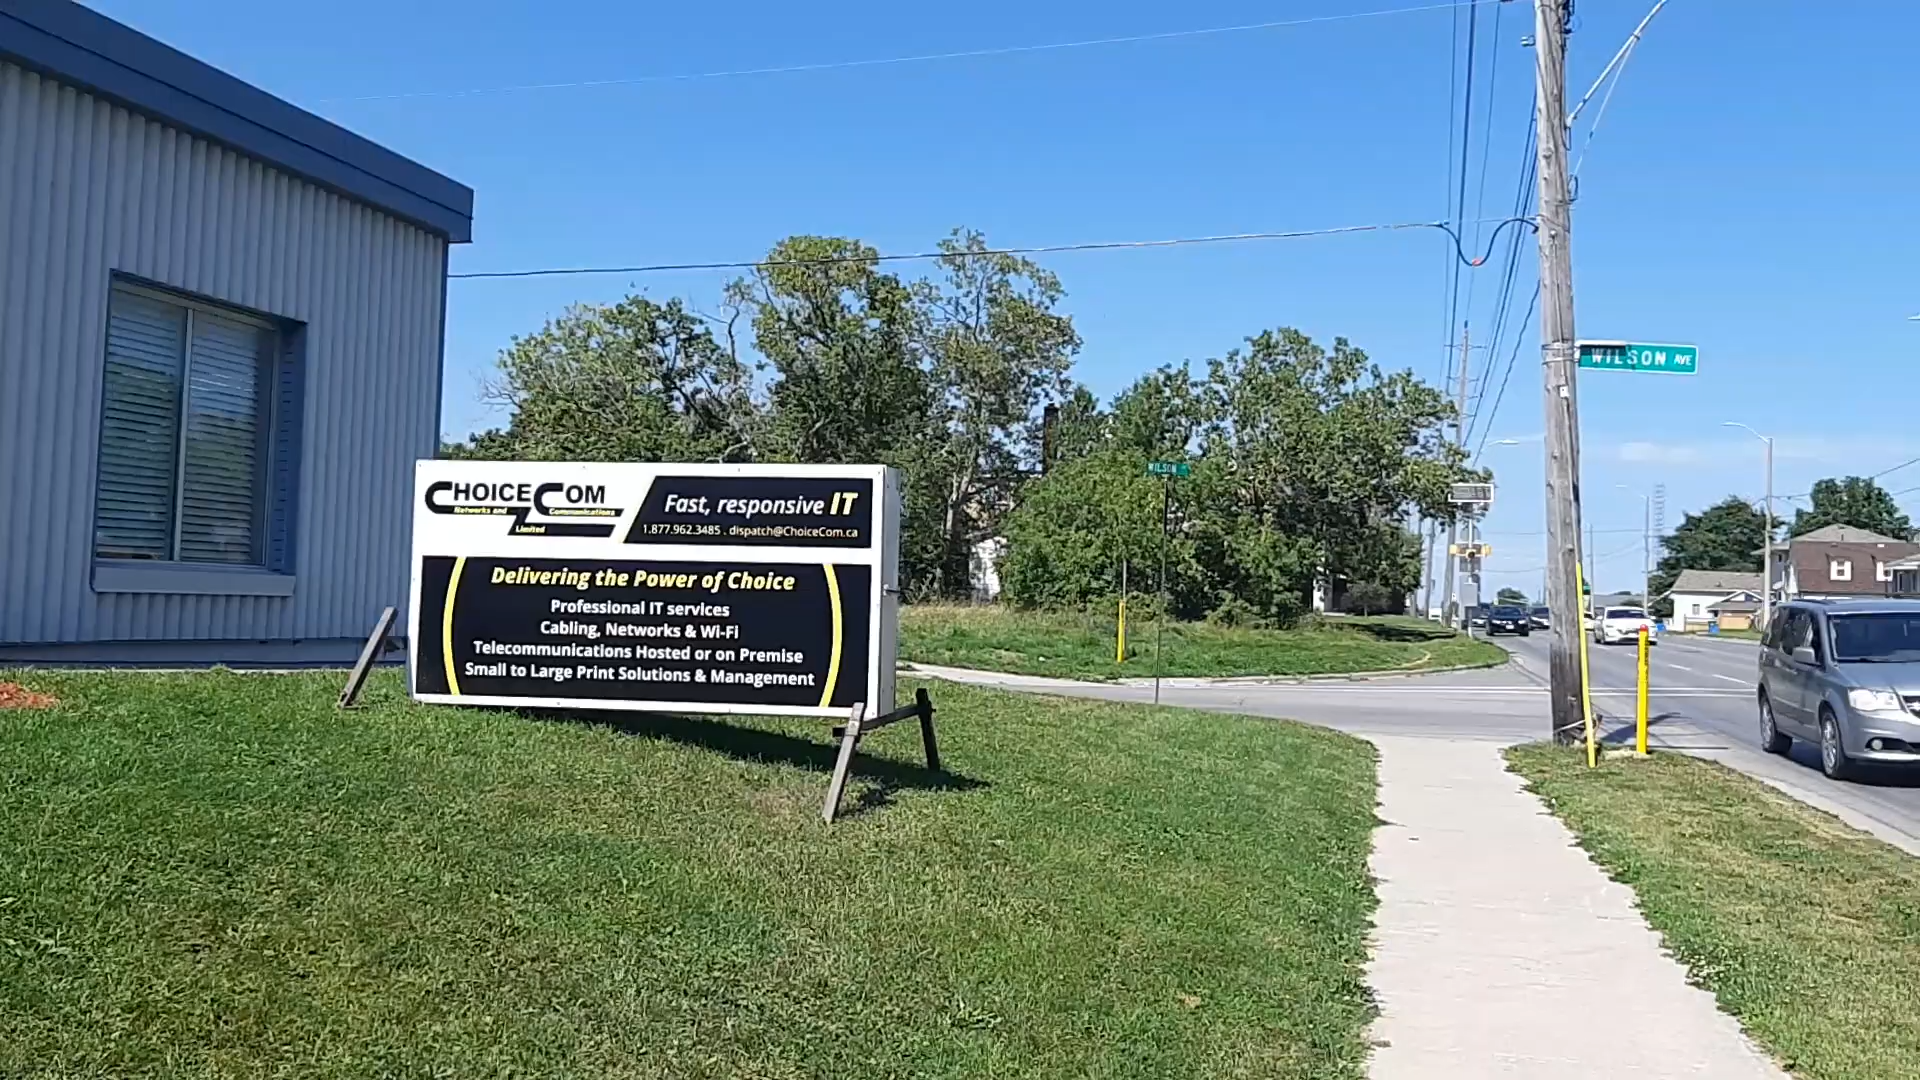 CHOICECOM
Networks and Communications
Limited
Fast, responsive IT
1.877.962.3485 . dispatch@ChoiceCom.ca
Delivering the Power of Choice
Professional IT services
Cabling, Networks & Wi-Fi
Telecommunications Hosted or on Premise
Small to Large Print Solutions & Management
WILSON
WILSON AVE